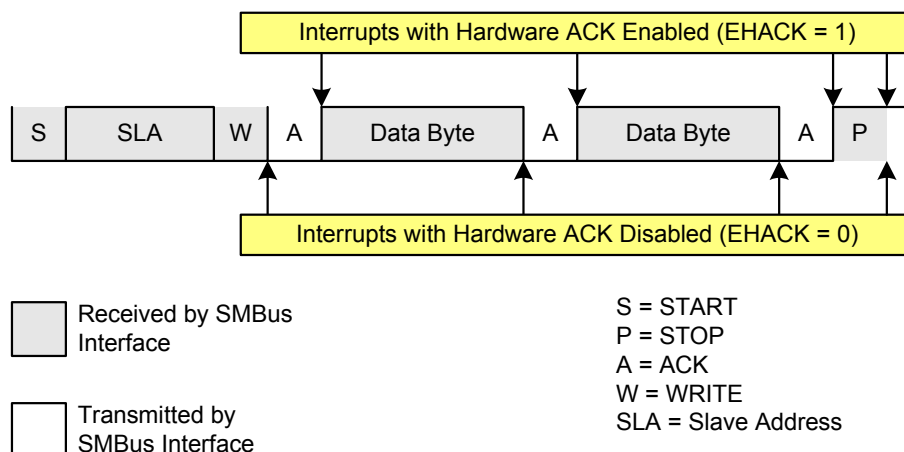 Interrupts with Hardware ACK Enabled (EHACK = 1)
S SLA W A Data Byte A Data Byte A P
Interrupts with Hardware ACK Disabled (EHACK = 0)
Received by SMBus
Interface
Transmitted by
SMBus Interface
S = START
P = STOP
A = ACK
W = WRITE
SLA = Slave Address